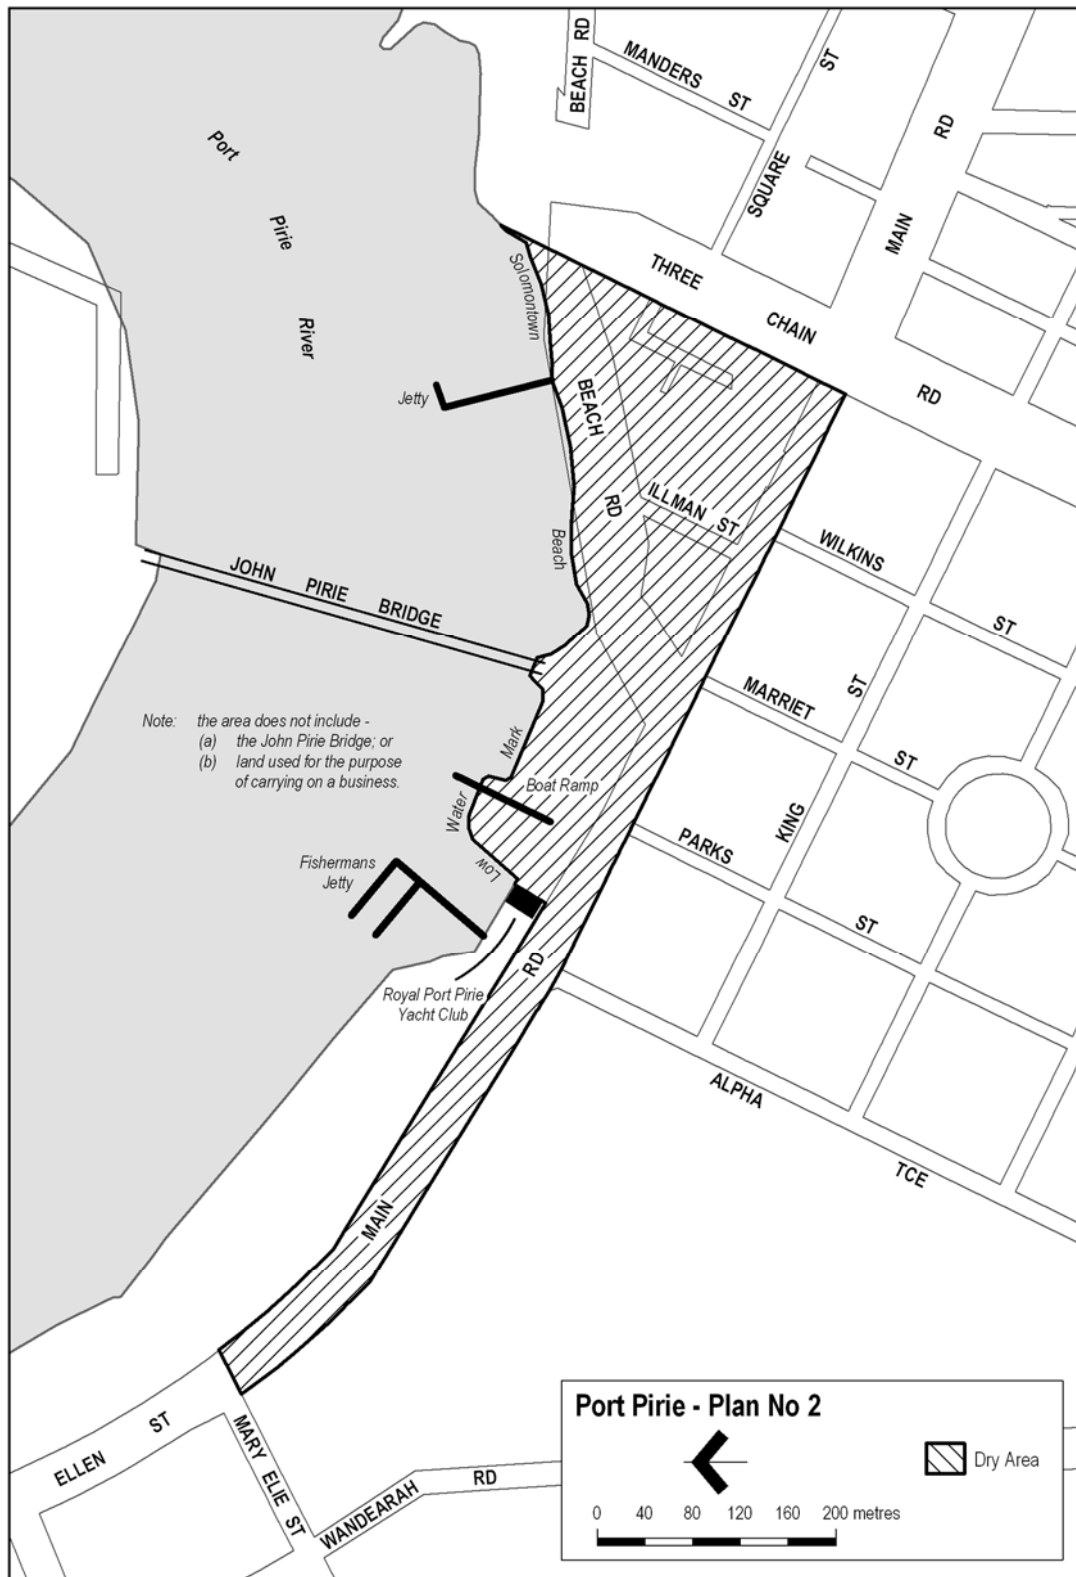 BEACH RD
MANDERS ST
SQUARE ST
MAIN RD
Port Pirie River
THREE CHAIN RD
Solomontown Beach
Jetty
BEACH RD
ILLMAN ST
WILKINS ST
JOHN PIRIE BRIDGE
MARRIET ST
KING ST
Note: the area does not include -
(a) the John Pirie Bridge; or
(b) land used for the purpose
of carrying on a business.
Low Water Mark
Boat Ramp
PARKS ST
Fishermans
Jetty
Royal Port Pirie
Yacht Club
MAIN RD
ALPHA TCE
ELLEN ST
MARY ELIE ST
WANDEARAH RD
Port Pirie - Plan No 2
Dry Area
0 40 80 120 160 200 metres